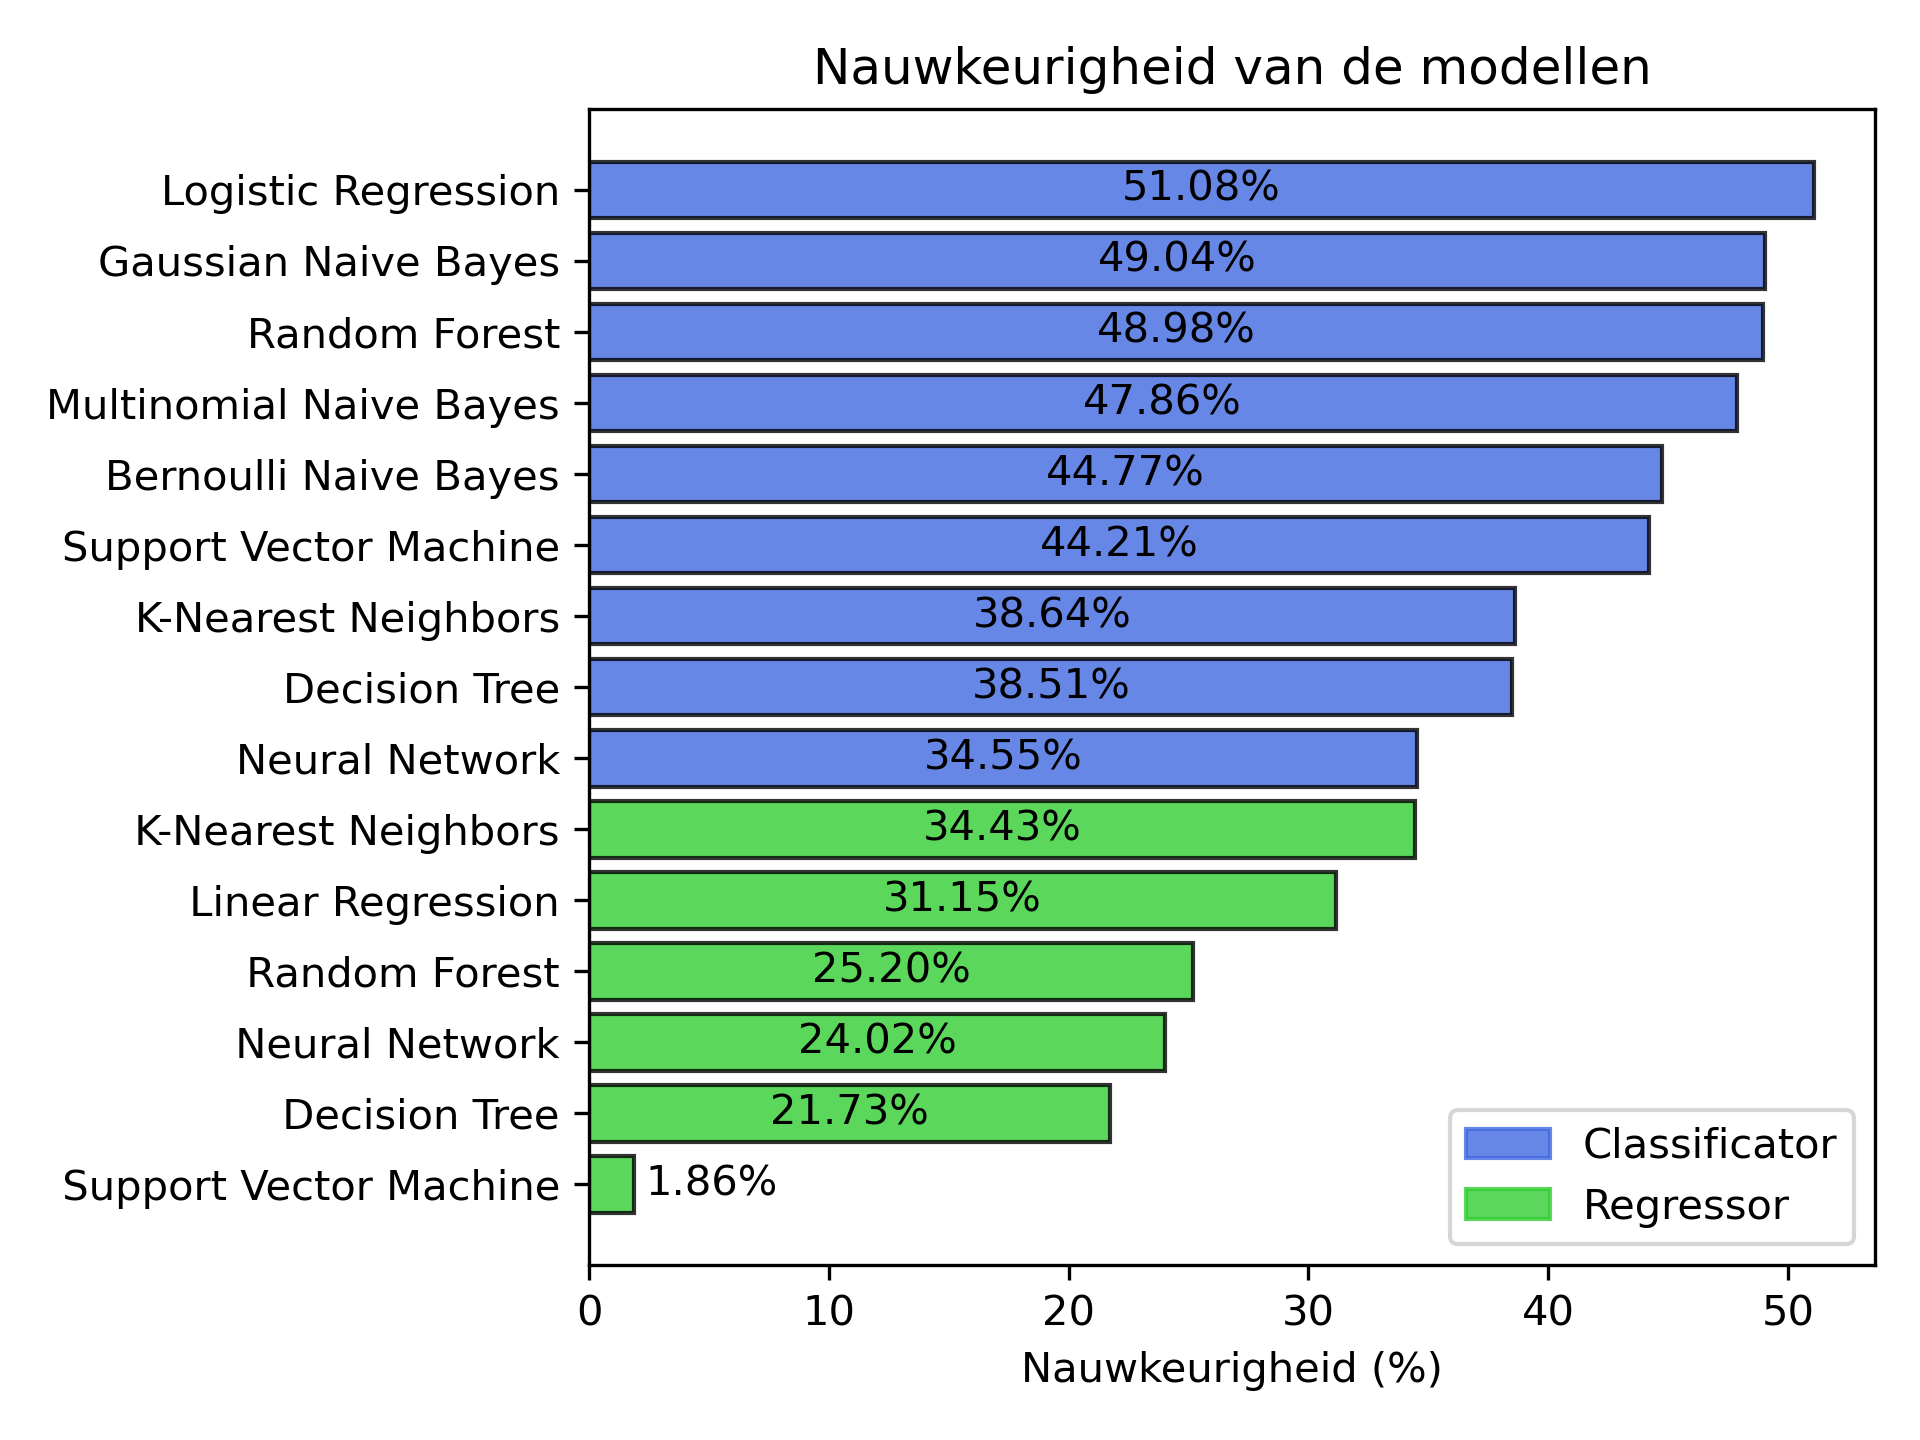 Nauwkeurigheid van de modellen
Logistic Regression 51.08%
Gaussian Naive Bayes 49.04%
Random Forest 48.98%
Multinomial Naive Bayes 47.86%
Bernoulli Naive Bayes 44.77%
Support Vector Machine 44.21%
K-Nearest Neighbors 38.64%
Decision Tree 38.51%
Neural Network 34.55%
K-Nearest Neighbors 34.43%
Linear Regression 31.15%
Random Forest 25.20%
Neural Network 24.02%
Decision Tree 21.73%
Support Vector Machine 1.86%
Classificator
Regressor
0 10 20 30 40 50
Nauwkeurigheid (%)